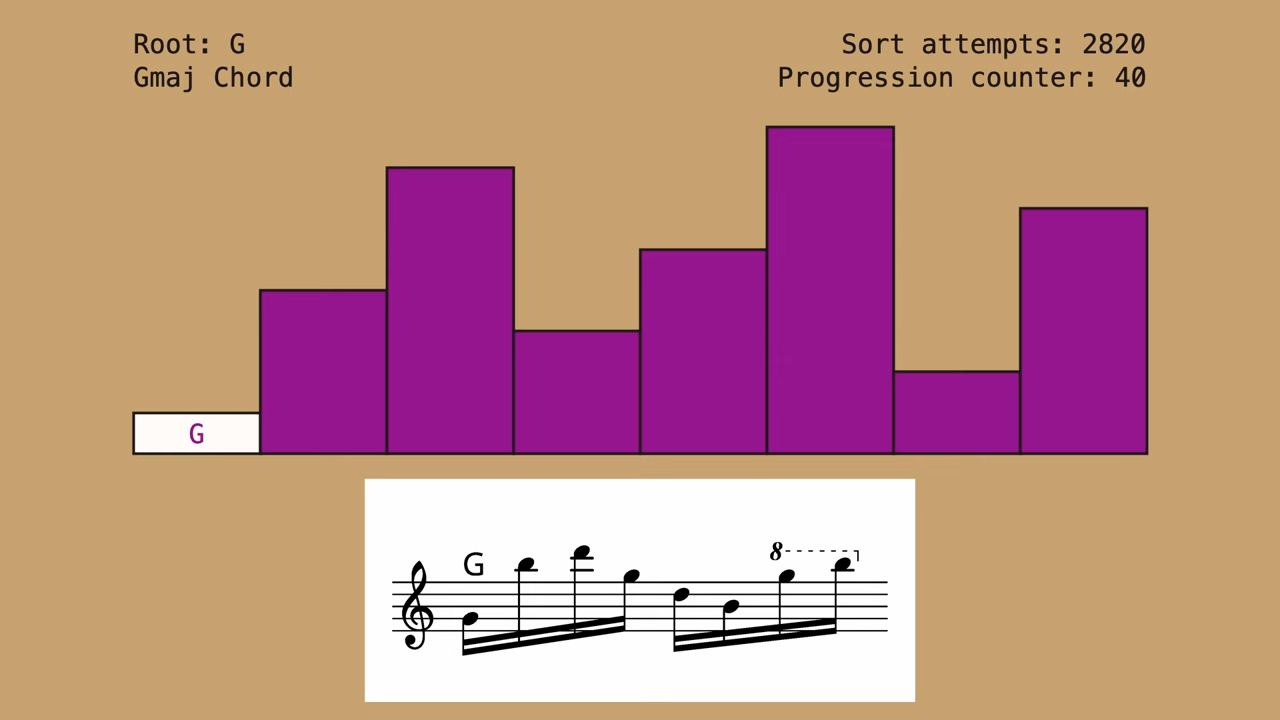 Root: G
Gmaj Chord
Sort attempts: 2820
Progression counter: 40
G
G
8